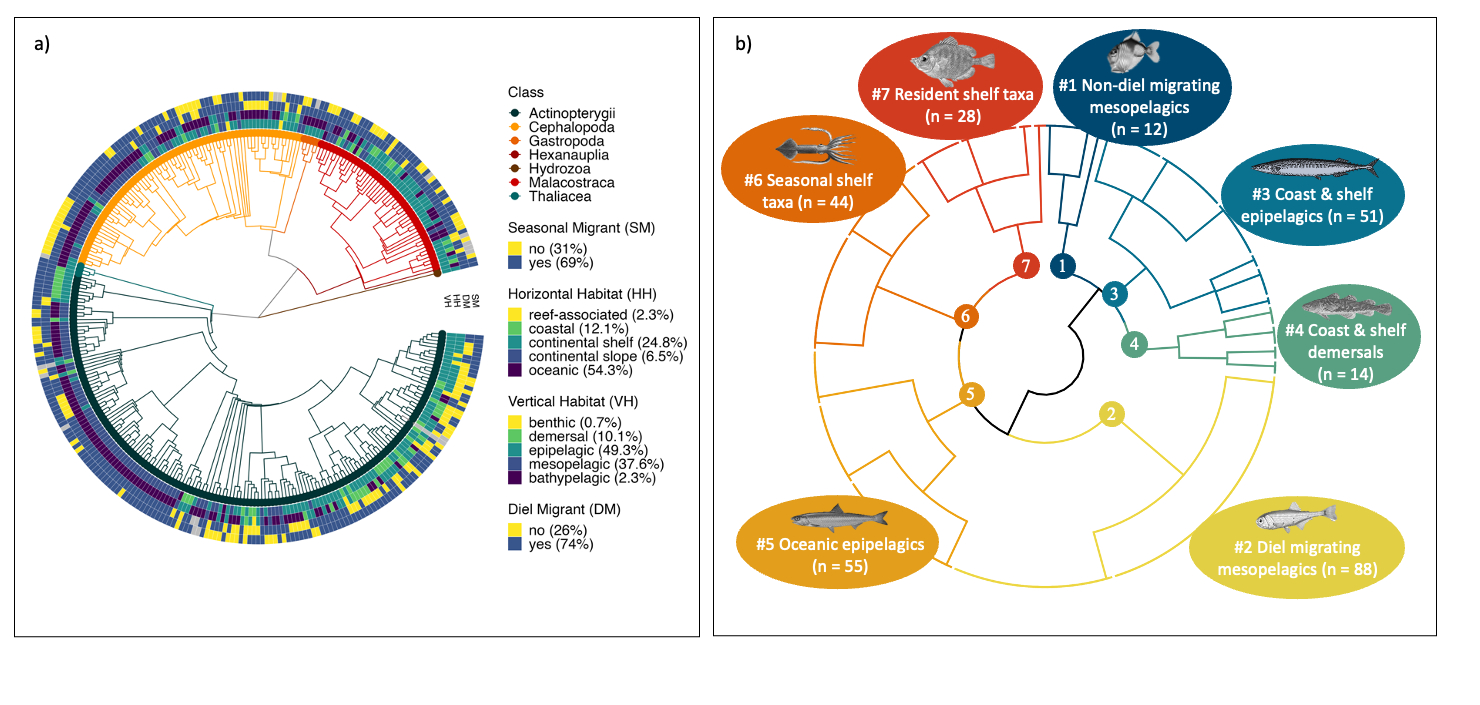 a)
Class
Actinopterygii
Cephalopoda
Gastropoda
Hexanauplia
Hydrozoa
Malacostraca
Thaliacea
Seasonal Migrant (SM)
no (31%)
yes (69%)
Horizontal Habitat (HH)
reef-associated (2.3%)
coastal (12.1%)
continental shelf (24.8%)
continental slope (6.5%)
oceanic (54.3%)
Vertical Habitat (VH)
benthic (0.7%)
demersal (10.1%)
epipelagic (49.3%)
mesopelagic (37.6%)
bathypelagic (2.3%)
Diel Migrant (DM)
no (26%)
yes (74%)
SM
DM
HH
VH
b)
#7 Resident shelf taxa
(n = 28)
#1 Non-diel migrating
mesopelagics
(n = 12)
#6 Seasonal shelf
taxa (n = 44)
#3 Coast & shelf
epipelagics (n = 51)
#4 Coast & shelf
demersals
(n = 14)
#5 Oceanic epipelagics
(n = 55)
#2 Diel migrating
mesopelagics (n = 88)
7
1
3
6
4
5
2